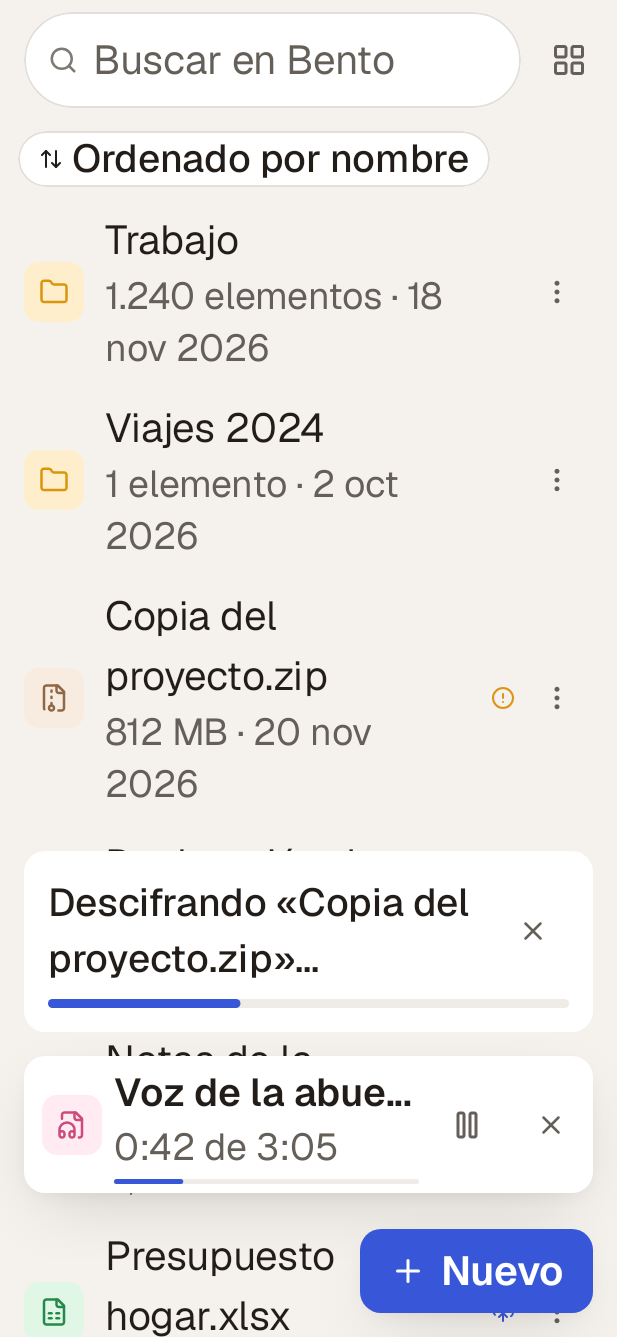 Buscar en Bento
Ordenado por nombre
Trabajo
1.240 elementos · 18
nov 2026
Viajes 2024
1 elemento · 2 oct
2026
Copia del
proyecto.zip
812 MB · 20 nov
2026
Descifrando «Copia del
proyecto.zip»…
Voz de la abue…
0:42 de 3:05
Presupuesto
hogar.xlsx
Nuevo